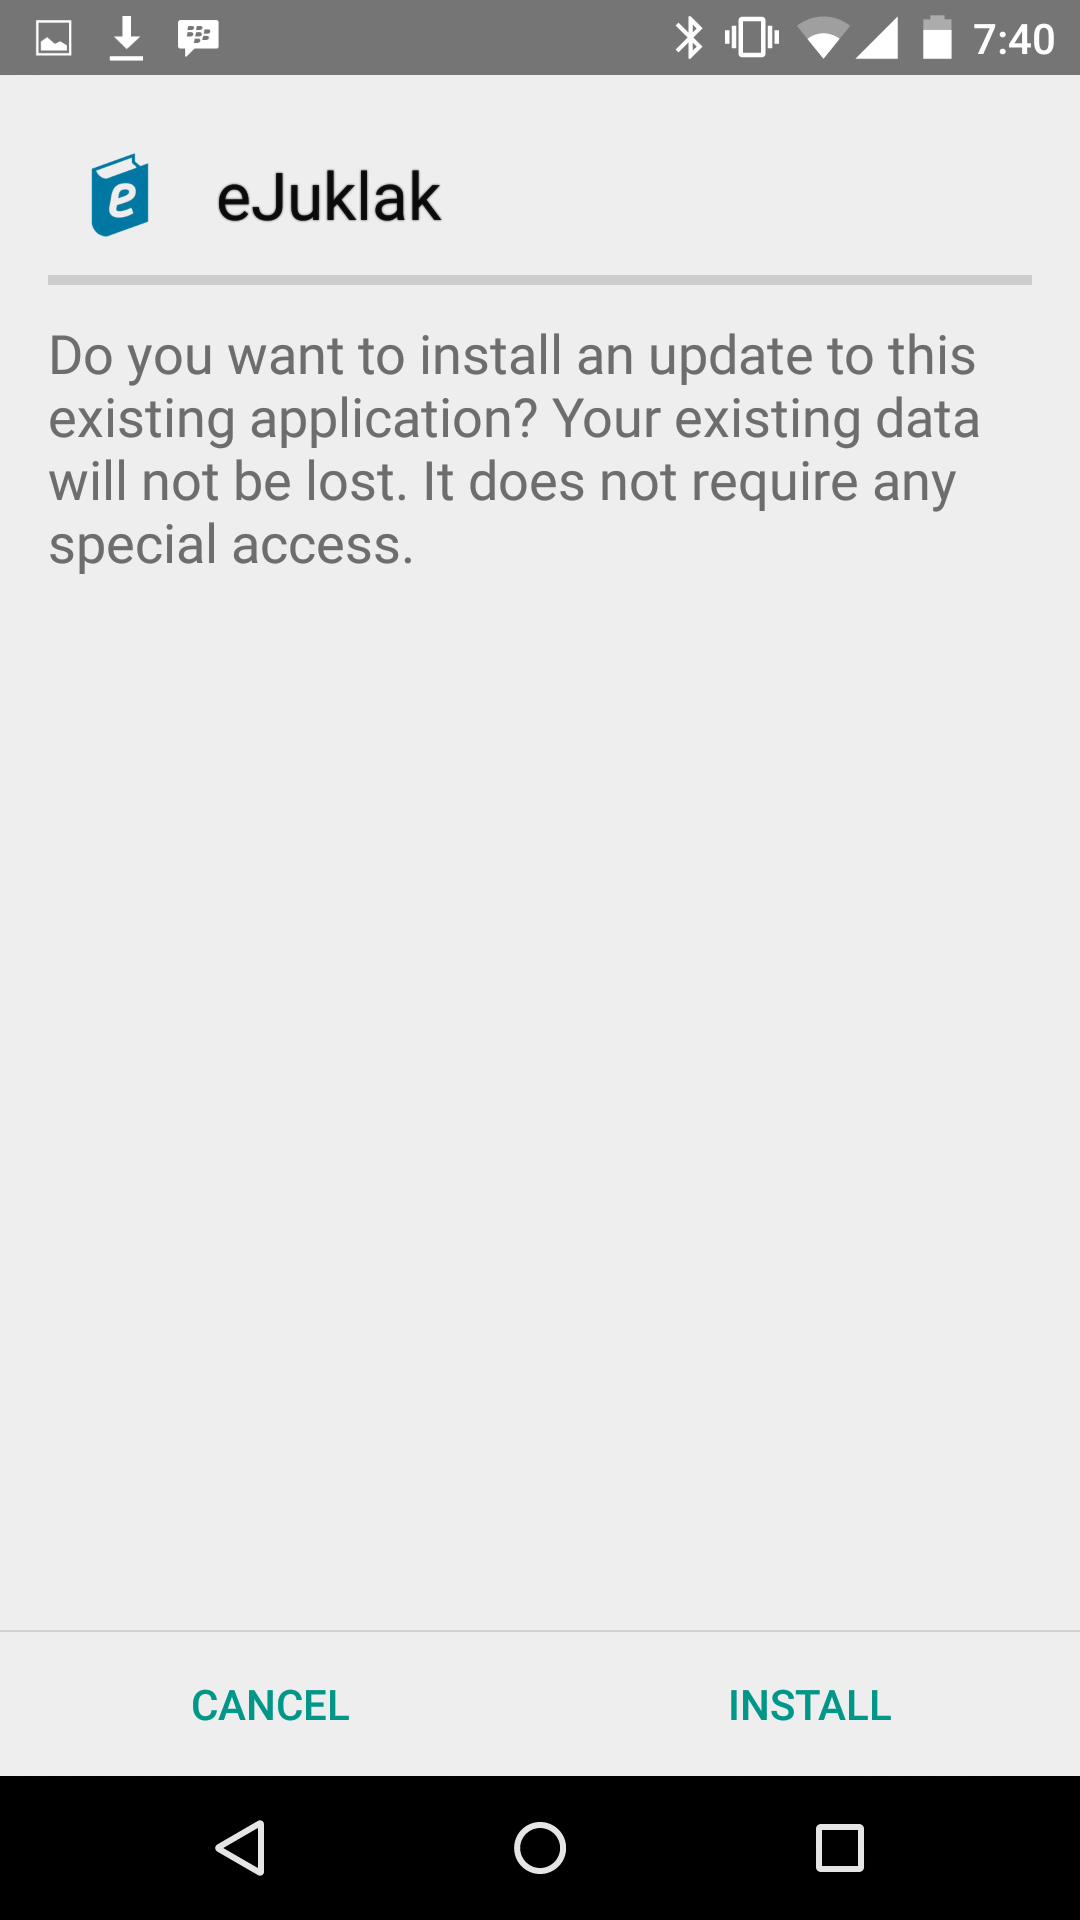 7:40
e
eJuklak
Do you want to install an update to this
existing application? Your existing data
will not be lost. It does not require any
special access.
CANCEL
INSTALL